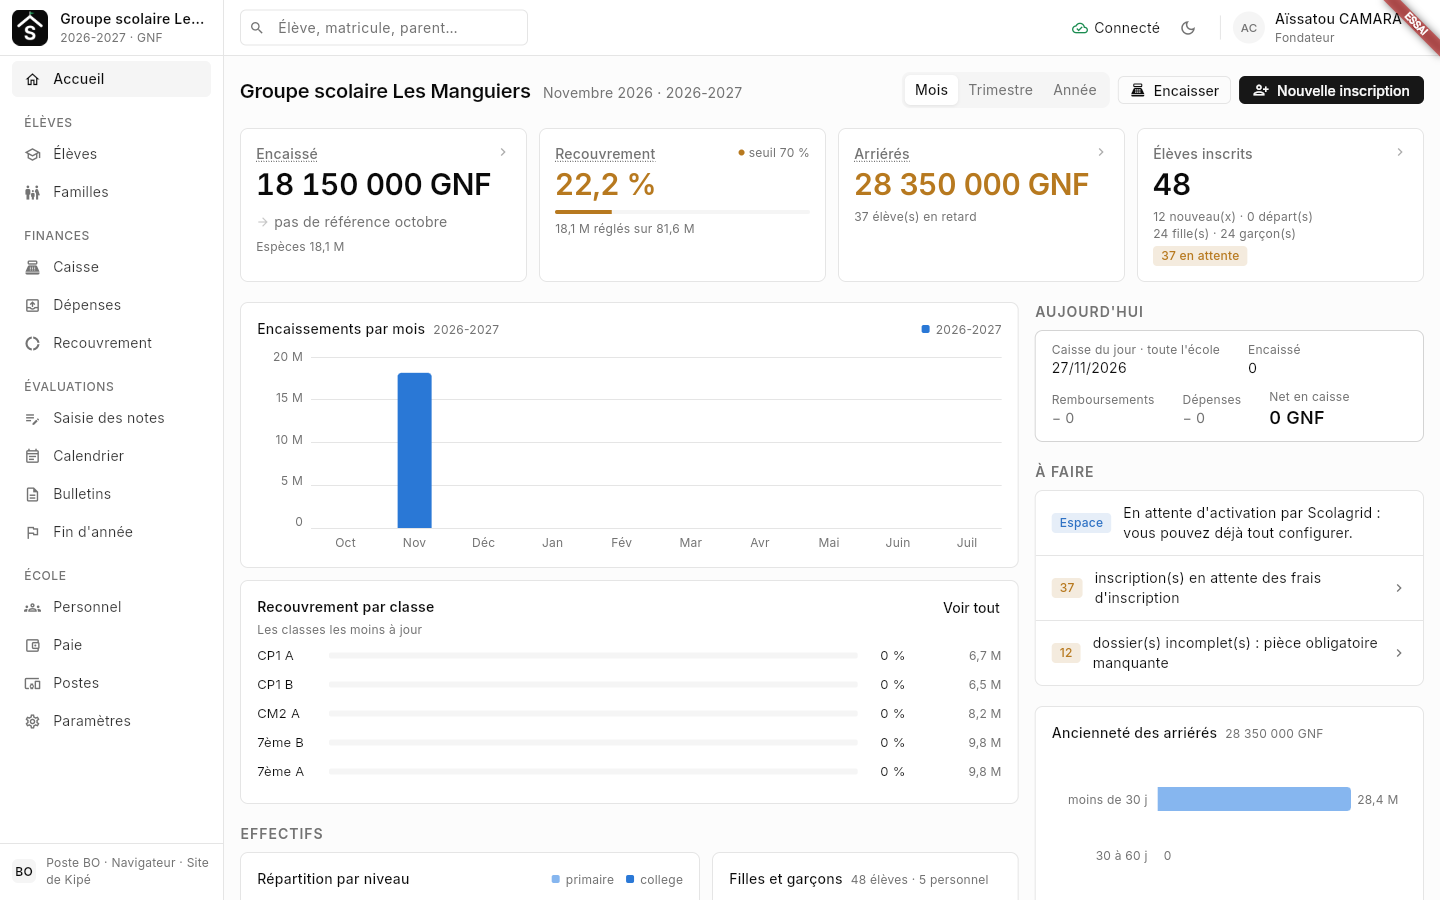 Groupe scolaire Le...
2026-2027 · GNF
Élève, matricule, parent...
Connecté
AC
Aïssatou CAMARA
Fondateur
ESSAI
Accueil
ÉLÈVES
Élèves
Familles
FINANCES
Caisse
Dépenses
Recouvrement
ÉVALUATIONS
Saisie des notes
Calendrier
Bulletins
Fin d'année
ÉCOLE
Personnel
Paie
Postes
Paramètres
BO
Poste BO · Navigateur · Site
de Kipé
Groupe scolaire Les Manguiers
Novembre 2026 · 2026-2027
Mois
Trimestre
Année
Encaisser
Nouvelle inscription
Encaissé
18 150 000 GNF
→ pas de référence octobre
Espèces 18,1 M
Recouvrement
seuil 70 %
22,2 %
18,1 M réglés sur 81,6 M
Arriérés
28 350 000 GNF
37 élève(s) en retard
Élèves inscrits
48
12 nouveau(x) · 0 départ(s)
24 fille(s) · 24 garçon(s)
37 en attente
Encaissements par mois 2026-2027
2026-2027
20 M
15 M
10 M
5 M
0
Oct Nov Déc Jan Fév Mar Avr Mai Juin Juil
Recouvrement par classe
Voir tout
Les classes les moins à jour
CP1 A 0 % 6,7 M
CP1 B 0 % 6,5 M
CM2 A 0 % 8,2 M
7ème B 0 % 9,8 M
7ème A 0 % 9,8 M
EFFECTIFS
Répartition par niveau
primaire
college
Filles et garçons 48 élèves · 5 personnel
AUJOURD'HUI
Caisse du jour · toute l'école
27/11/2026
Encaissé
0
Remboursements
− 0
Dépenses
− 0
Net en caisse
0 GNF
À FAIRE
Espace
En attente d'activation par Scolagrid :
vous pouvez déjà tout configurer.
37
inscription(s) en attente des frais
d'inscription
12
dossier(s) incomplet(s) : pièce obligatoire
manquante
Ancienneté des arriérés 28 350 000 GNF
moins de 30 j 28,4 M
30 à 60 j 0